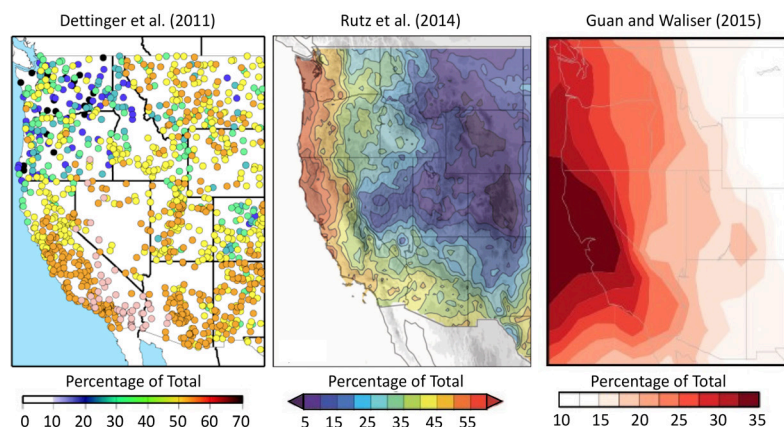 Dettinger et al. (2011)
Rutz et al. (2014)
Guan and Waliser (2015)
Percentage of Total
0 10 20 30 40 50 60 70
Percentage of Total
5 15 25 35 45 55
Percentage of Total
10 15 20 25 30 35